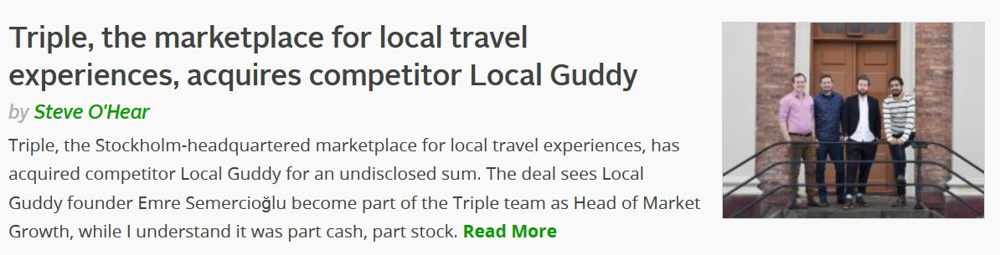 Triple, the marketplace for local travel
experiences, acquires competitor Local Guddy
by Steve O'Hear
Triple, the Stockholm-headquartered marketplace for local travel experiences, has
acquired competitor Local Guddy for an undisclosed sum. The deal sees Local
Guddy founder Emre Semercioğlu become part of the Triple team as Head of Market
Growth, while I understand it was part cash, part stock. Read More